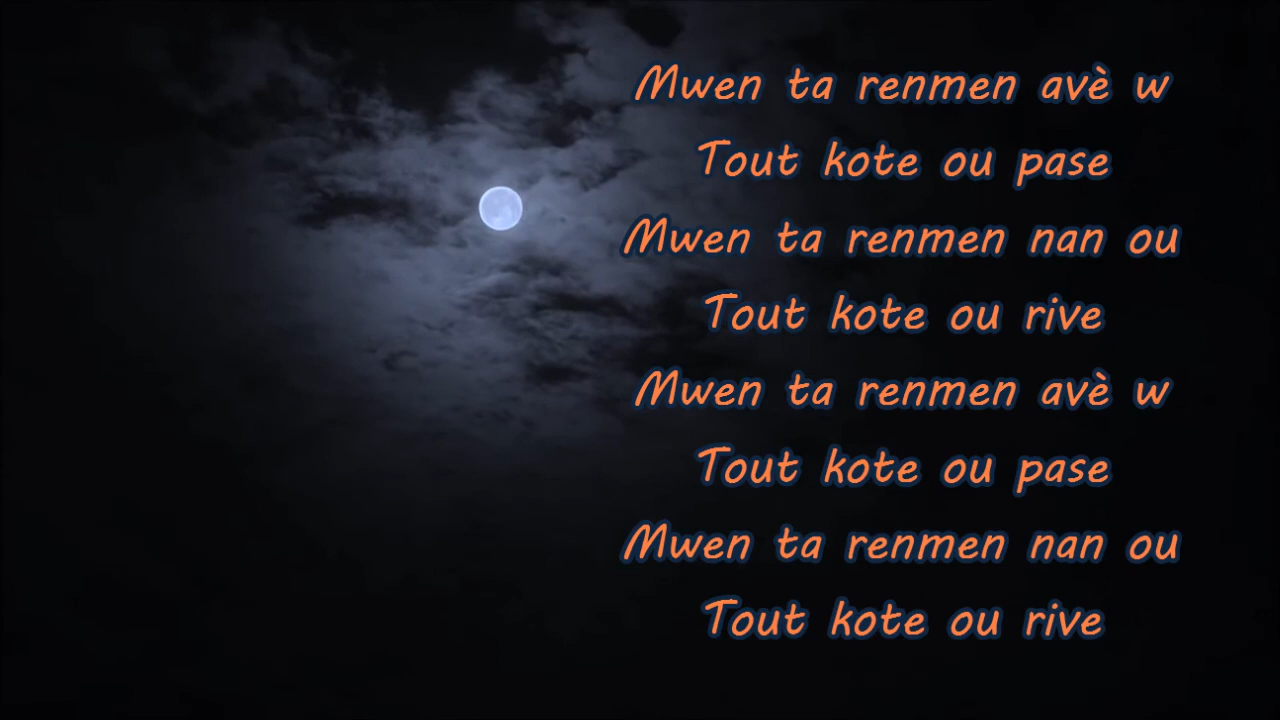 Mwen ta renmen avè w
Tout kote ou pase
Mwen ta renmen nan ou
Tout kote ou rive
Mwen ta renmen avè w
Tout kote ou pase
Mwen ta renmen nan ou
Tout kote ou rive